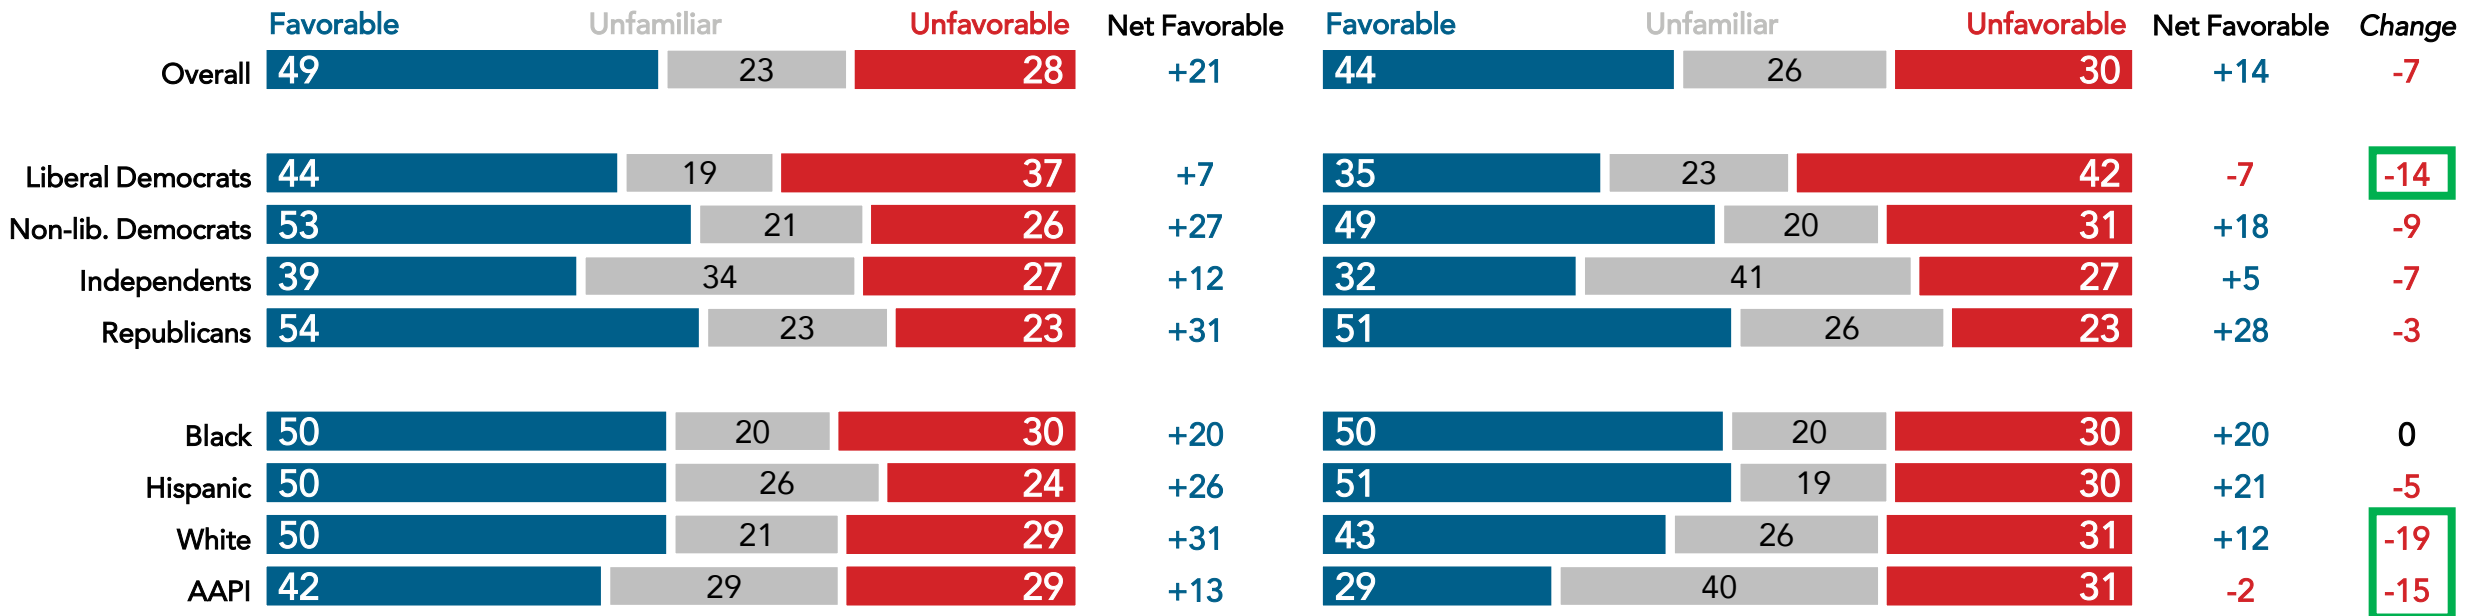 Favorable Unfamiliar Unfavorable Net Favorable Favorable Unfamiliar Unfavorable Net Favorable Change
Overall 49 23 28 +21 44 26 30 +14 -7
Liberal Democrats 44 19 37 +7 35 23 42 -7 -14
Non-lib. Democrats 53 21 26 +27 49 20 31 +18 -9
Independents 39 34 27 +12 32 41 27 +5 -7
Republicans 54 23 23 +31 51 26 23 +28 -3
Black 50 20 30 +20 50 20 30 +20 0
Hispanic 50 26 24 +26 51 19 30 +21 -5
White 50 21 29 +31 43 26 31 +12 -19
AAPI 42 29 29 +13 29 40 31 -2 -15